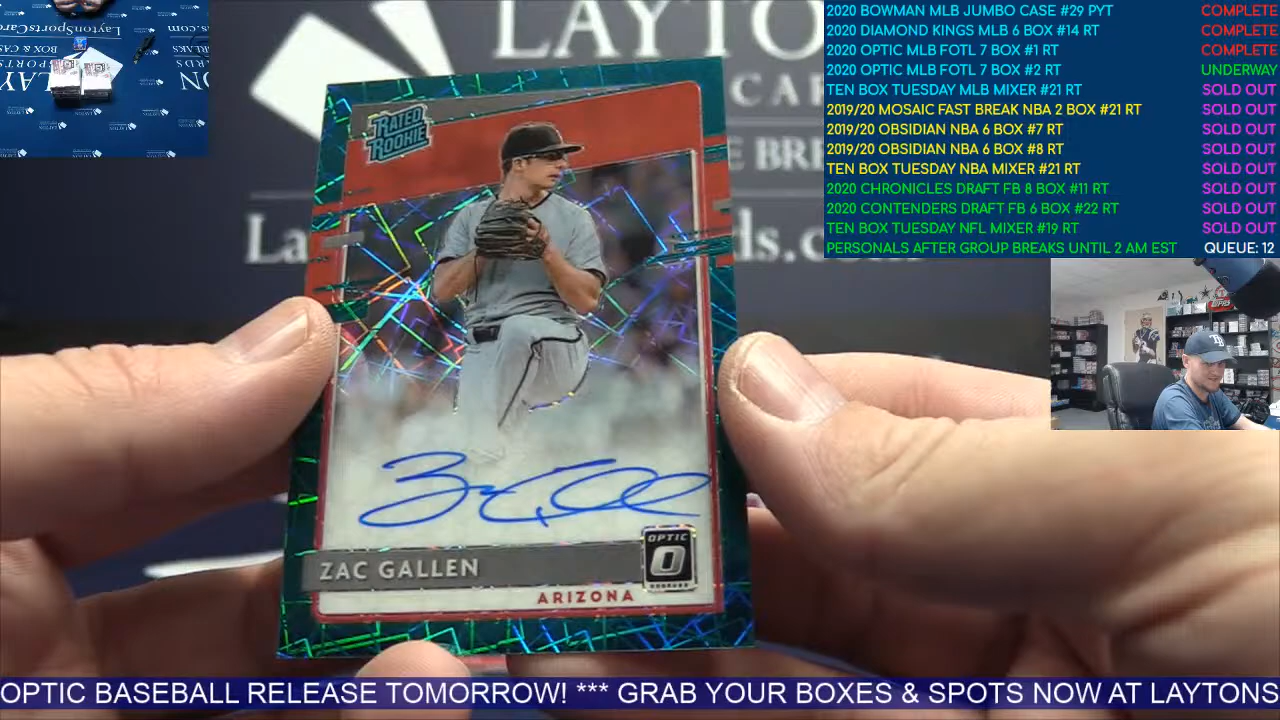 2020 BOWMAN MLB JUMBO CASE #29 PYT COMPLETE
2020 DIAMOND KINGS MLB 6 BOX #14 RT COMPLETE
2020 OPTIC MLB FOTL 7 BOX #1 RT COMPLETE
2020 OPTIC MLB FOTL 7 BOX #2 RT UNDERWAY
TEN BOX TUESDAY MLB MIXER #21 RT SOLD OUT
2019/20 MOSAIC FAST BREAK NBA 2 BOX #21 RT SOLD OUT
2019/20 OBSIDIAN NBA 6 BOX #7 RT SOLD OUT
2019/20 OBSIDIAN NBA 6 BOX #8 RT SOLD OUT
TEN BOX TUESDAY NBA MIXER #21 RT SOLD OUT
2020 CHRONICLES DRAFT FB 8 BOX #11 RT SOLD OUT
2020 CONTENDERS DRAFT FB 6 BOX #22 RT SOLD OUT
TEN BOX TUESDAY NFL MIXER #19 RT SOLD OUT
PERSONALS AFTER GROUP BREAKS UNTIL 2 AM EST QUEUE: 12
LAYTO
CA
E BRE
La ds.co
RATED
ROOKIE
OPTIC
ZAC GALLEN
ARIZONA
OPTIC BASEBALL RELEASE TOMORROW! *** GRAB YOUR BOXES & SPOTS NOW AT LAYTONS